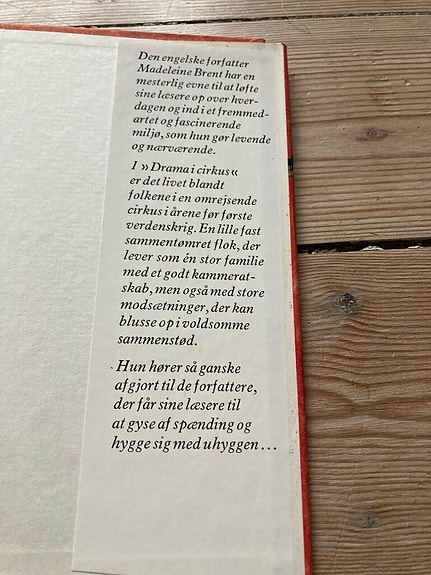 Den engelske forfatter
Madeleine Brent har en
mesterlig evne til at løfte
sine læsere op over hver-
dagen og ind i et fremmed-
artet og fascinerende
miljø, som hun gør levende
og nærværende.
I »Drama i cirkus«
er det livet blandt
folkene i en omrejsende
cirkus i årene før første
verdenskrig. En lille fast
sammentømret flok, der
lever som én stor familie
med et godt kammerat-
skab, men også med store
modsætninger, der kan
blusse op i voldsomme
sammenstød.
Hun hører så ganske
afgjort til de forfattere,
der får sine læsere til
at gyse af spænding og
hygge sig med uhyggen...